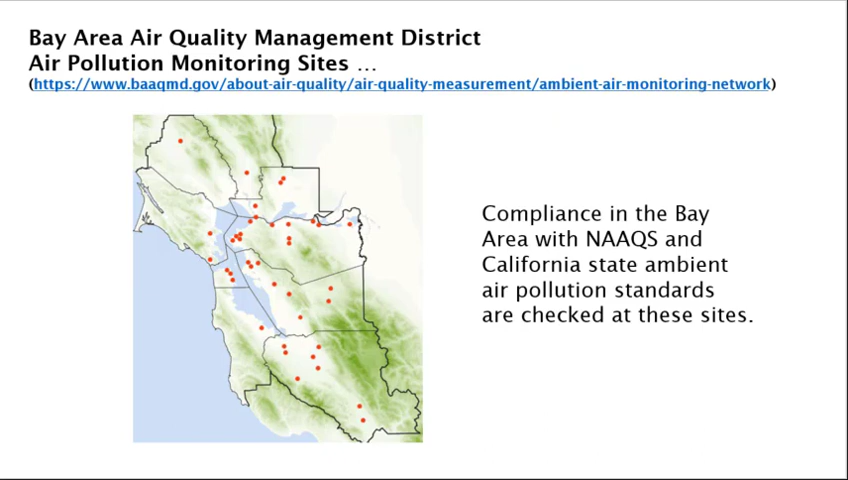 Bay Area Air Quality Management District
Air Pollution Monitoring Sites ...
(https://www.baaqmd.gov/about-air-quality/air-quality-measurement/ambient-air-monitoring-network)
Compliance in the Bay
Area with NAAQS and
California state ambient
air pollution standards
are checked at these sites.